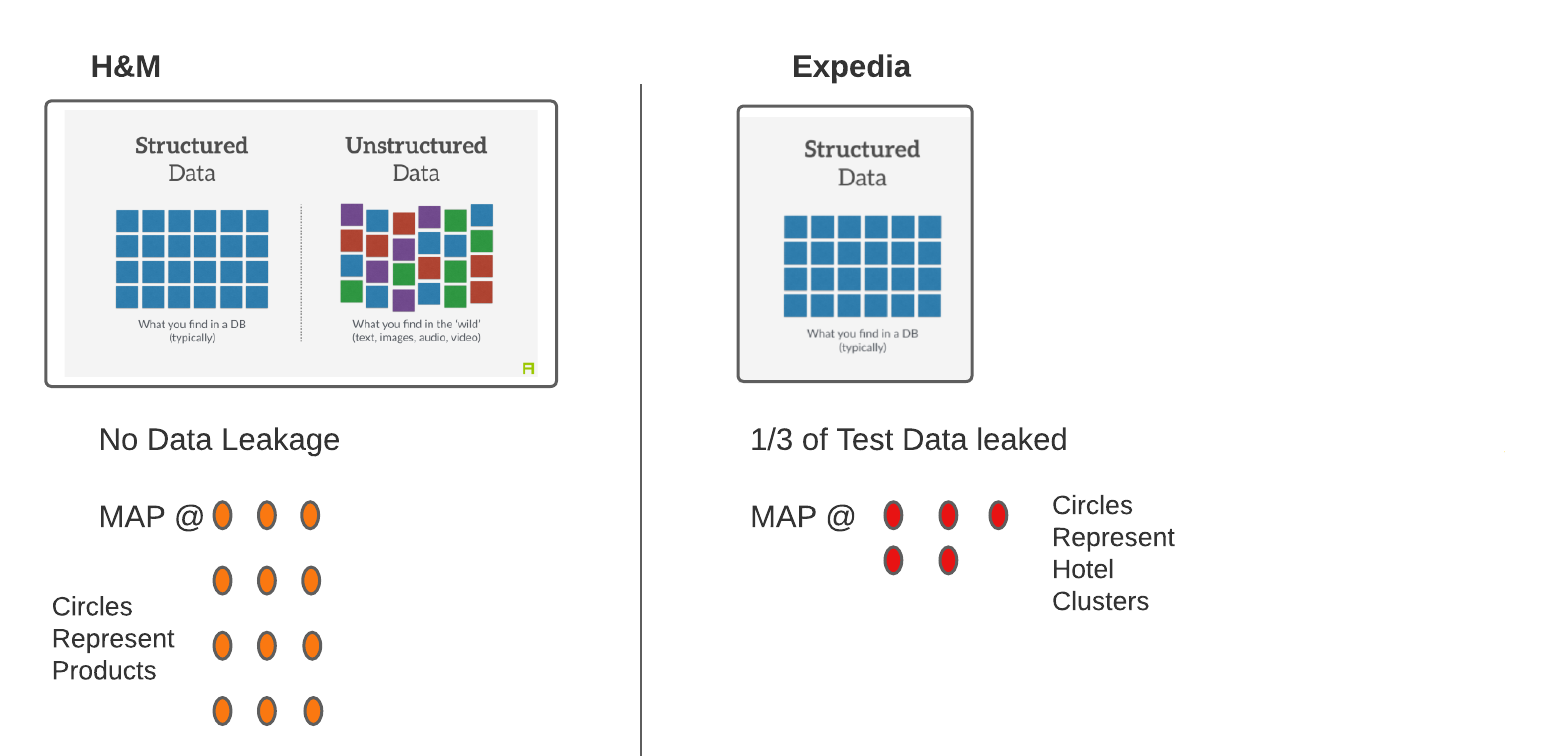 H&M
Structured
Data
Unstructured
Data
What you find in a DB
(typically)
What you find in the 'wild'
(text, images, audio, video)
No Data Leakage
MAP @
Circles
Represent
Products
Expedia
Structured
Data
What you find in a DB
(typically)
1/3 of Test Data leaked
MAP @
Circles
Represent
Hotel
Clusters